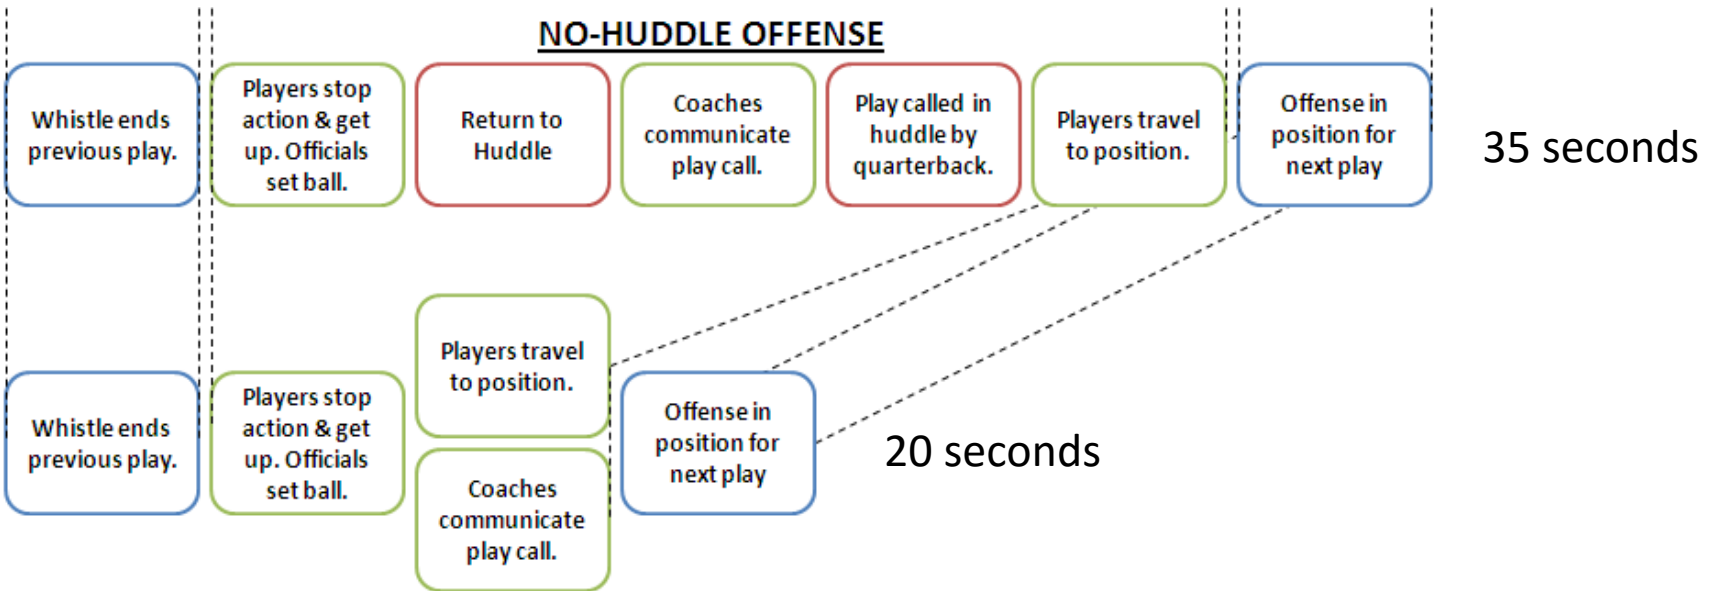 NO-HUDDLE OFFENSE
Whistle ends
previous play.
Players stop
action & get
up. Officials
set ball.
Return to
Huddle
Coaches
communicate
play call.
Play called in
huddle by
quarterback.
Players travel
to position.
Offense in
position for
next play
35 seconds
Whistle ends
previous play.
Players stop
action & get
up. Officials
set ball.
Players travel
to position.
Coaches
communicate
play call.
Offense in
position for
next play
20 seconds